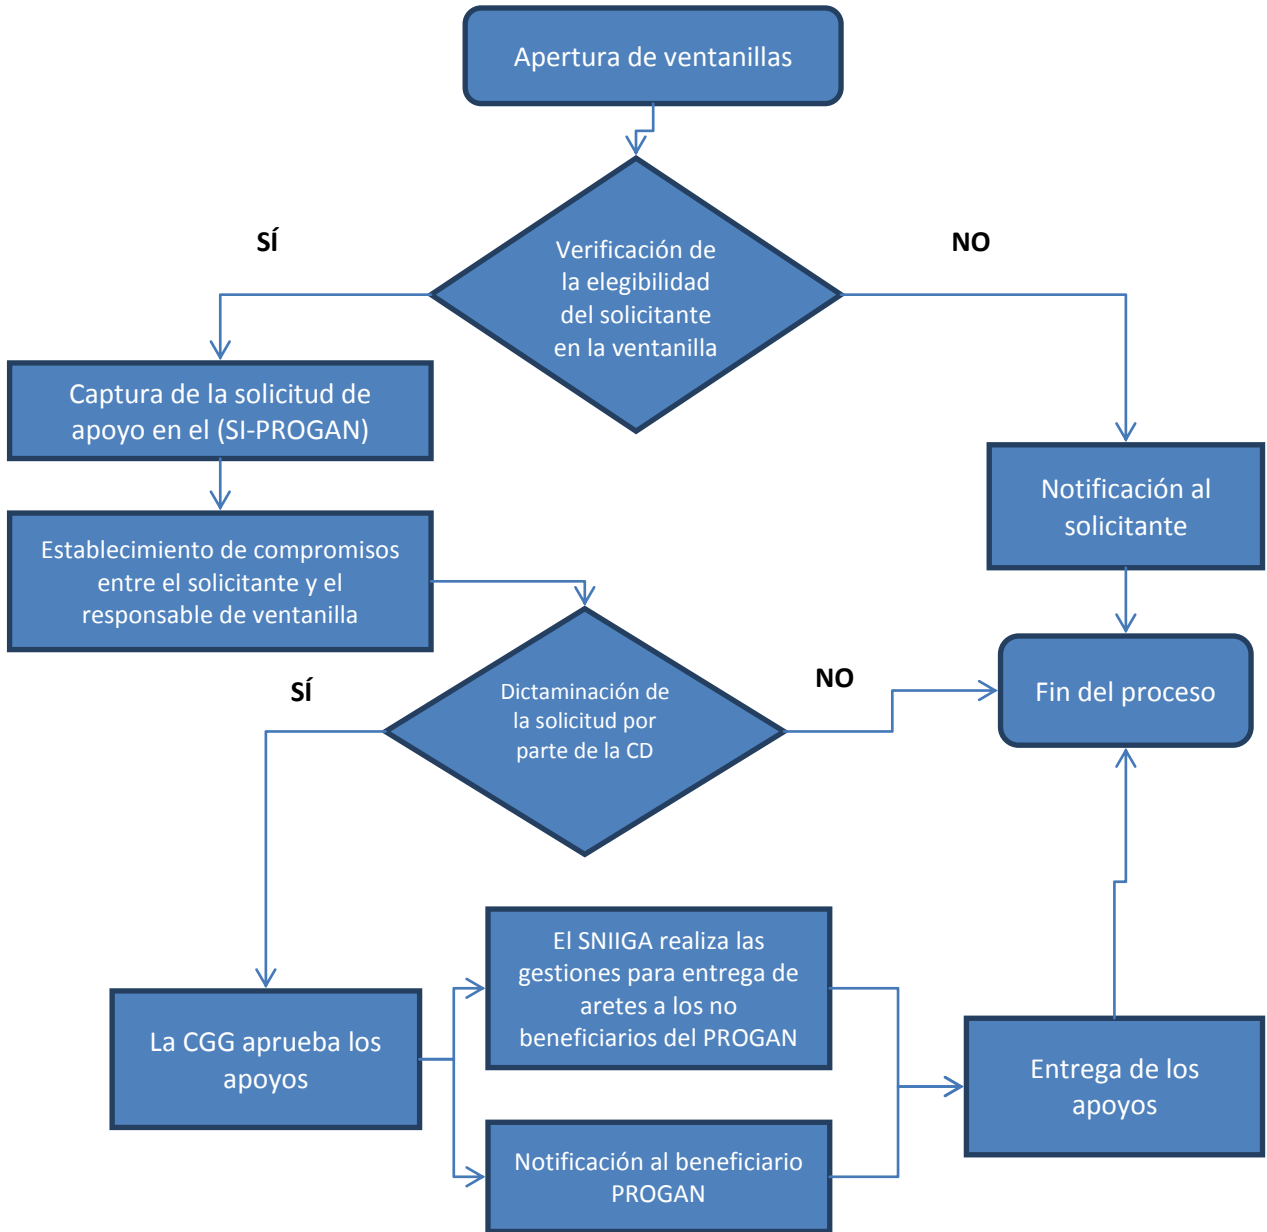 Apertura de ventanillas
SÍ
NO
Verificación de
la elegibilidad
del solicitante
en la ventanilla
Captura de la solicitud de
apoyo en el (SI-PROGAN)
Notificación al
solicitante
Establecimiento de compromisos
entre el solicitante y el
responsable de ventanilla
SÍ
NO
Dictaminación de
la solicitud por
parte de la CD
Fin del proceso
El SNIIGA realiza las
gestiones para entrega de
aretes a los no
beneficiarios del PROGAN
La CGG aprueba los
apoyos
Entrega de los
apoyos
Notificación al beneficiario
PROGAN